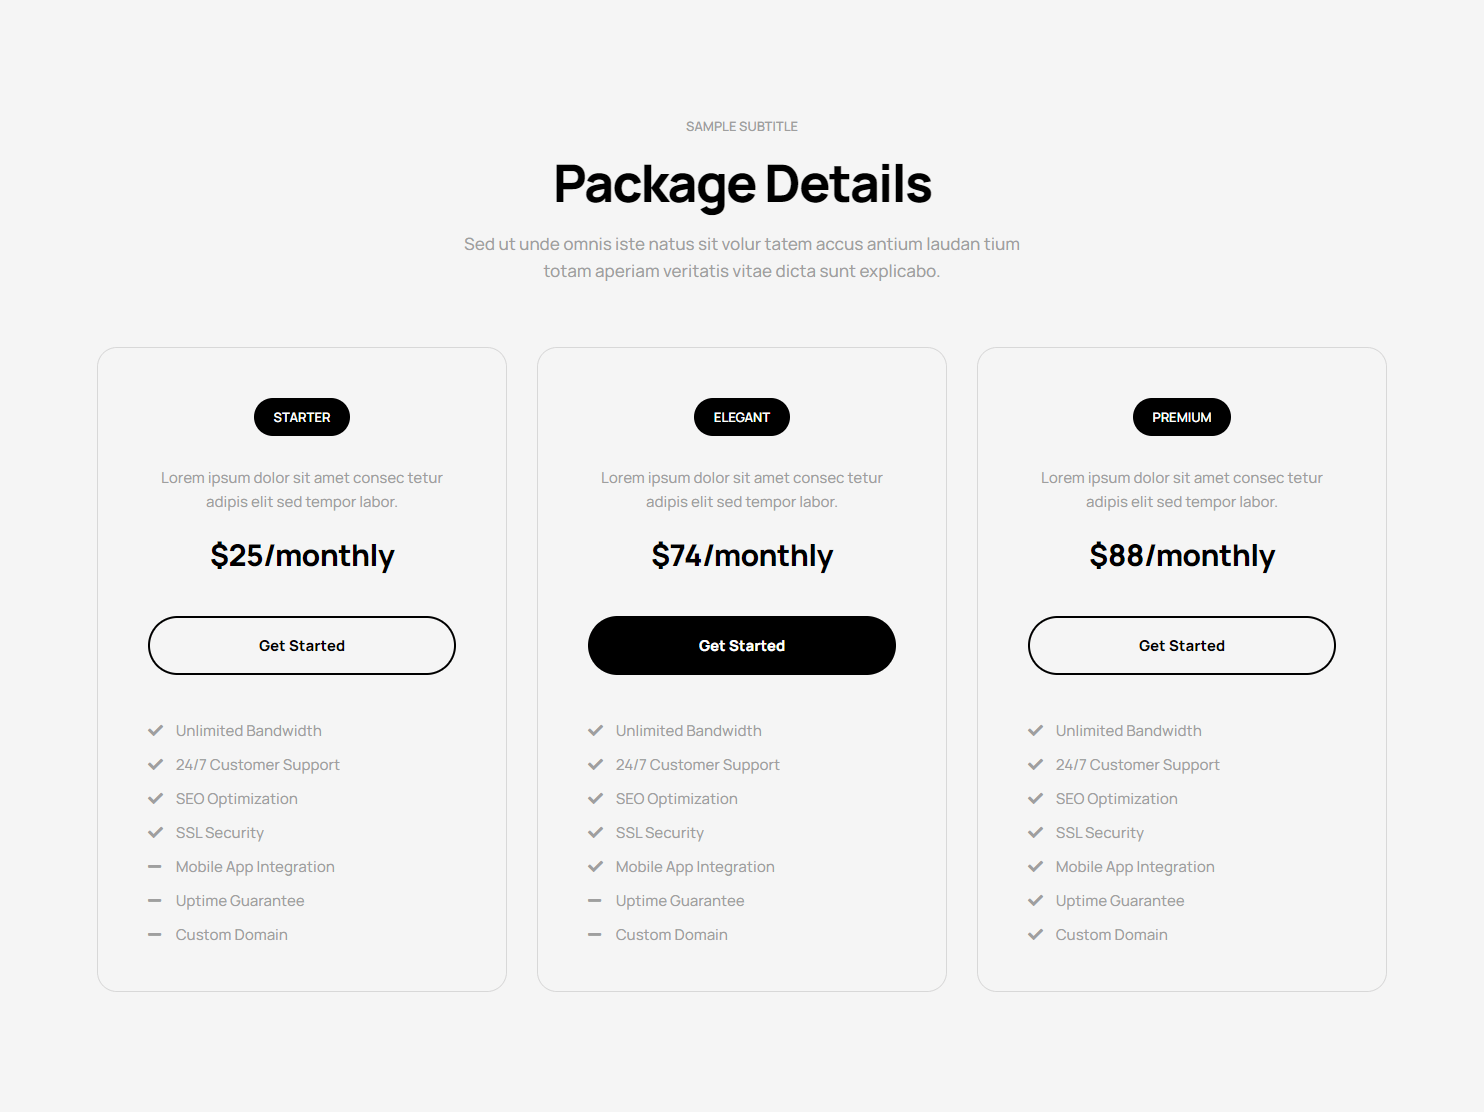 SAMPLE SUBTITLE
Package Details
Sed ut unde omnis iste natus sit volur tatem accus antium laudan tium
totam aperiam veritatis vitae dicta sunt explicabo.
STARTER
Lorem ipsum dolor sit amet consec tetur
adipis elit sed tempor labor.
$25/monthly
Get Started
Unlimited Bandwidth
24/7 Customer Support
SEO Optimization
SSL Security
Mobile App Integration
Uptime Guarantee
Custom Domain
ELEGANT
Lorem ipsum dolor sit amet consec tetur
adipis elit sed tempor labor.
$74/monthly
Get Started
Unlimited Bandwidth
24/7 Customer Support
SEO Optimization
SSL Security
Mobile App Integration
Uptime Guarantee
Custom Domain
PREMIUM
Lorem ipsum dolor sit amet consec tetur
adipis elit sed tempor labor.
$88/monthly
Get Started
Unlimited Bandwidth
24/7 Customer Support
SEO Optimization
SSL Security
Mobile App Integration
Uptime Guarantee
Custom Domain